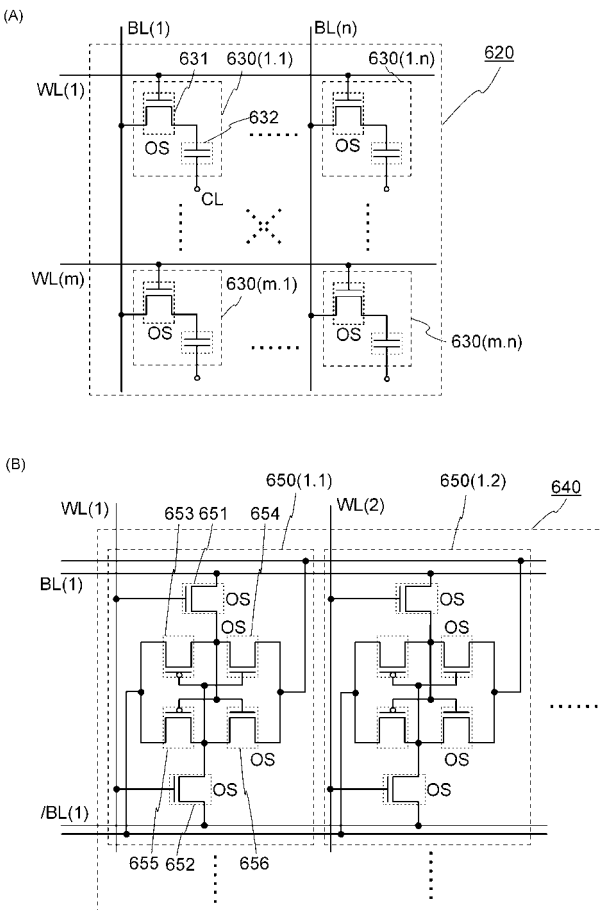 (A)
BL(1) BL(n)
631 630(1.1) 630(1.n) 620
WL(1)
632
OS OS
CL
WL(m)
630(m.1)
OS OS
630(m.n)
(B)
650(1.1) 650(1.2) 640
WL(1) 653 651 654 WL(2)
BL(1)
OS OS
OS OS
OS OS
OS OS
/BL(1)
655 652 656